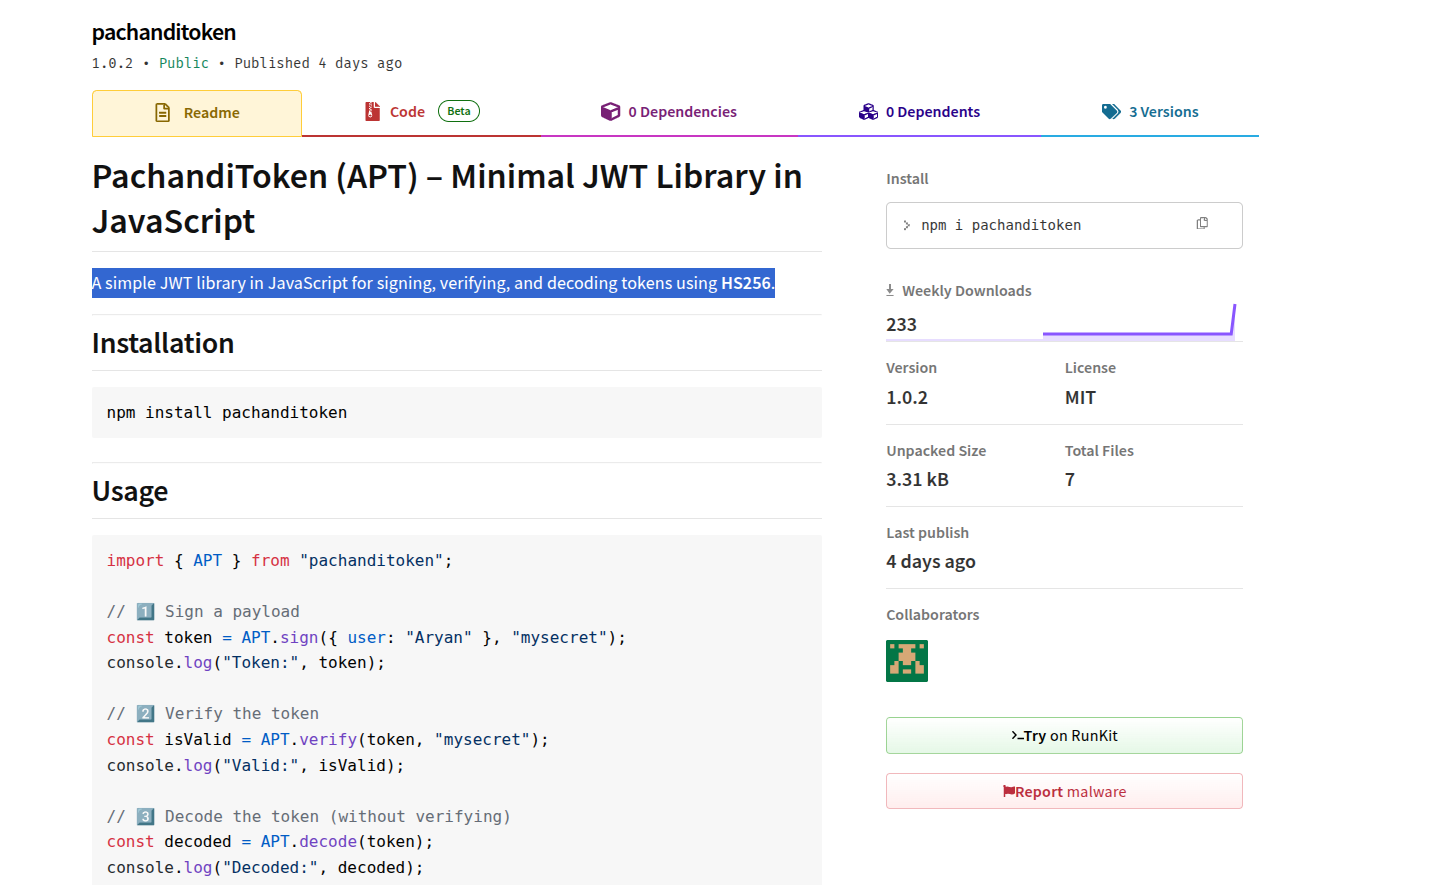 pachanditoken
1.0.2 • Public • Published 4 days ago
Readme
Code Beta
0 Dependencies
0 Dependents
3 Versions
PachandiToken (APT) – Minimal JWT Library in
JavaScript
A simple JWT library in JavaScript for signing, verifying, and decoding tokens using HS256.
Installation
npm install pachanditoken
Usage
import { APT } from "pachanditoken";
// 1️⃣ Sign a payload
const token = APT.sign({ user: "Aryan" }, "mysecret");
console.log("Token:", token);
// 2️⃣ Verify the token
const isValid = APT.verify(token, "mysecret");
console.log("Valid:", isValid);
// 3️⃣ Decode the token (without verifying)
const decoded = APT.decode(token);
console.log("Decoded:", decoded);
Install
npm i pachanditoken
Weekly Downloads
233
Version
1.0.2
License
MIT
Unpacked Size
3.31 kB
Total Files
7
Last publish
4 days ago
Collaborators
Try on RunKit
Report malware